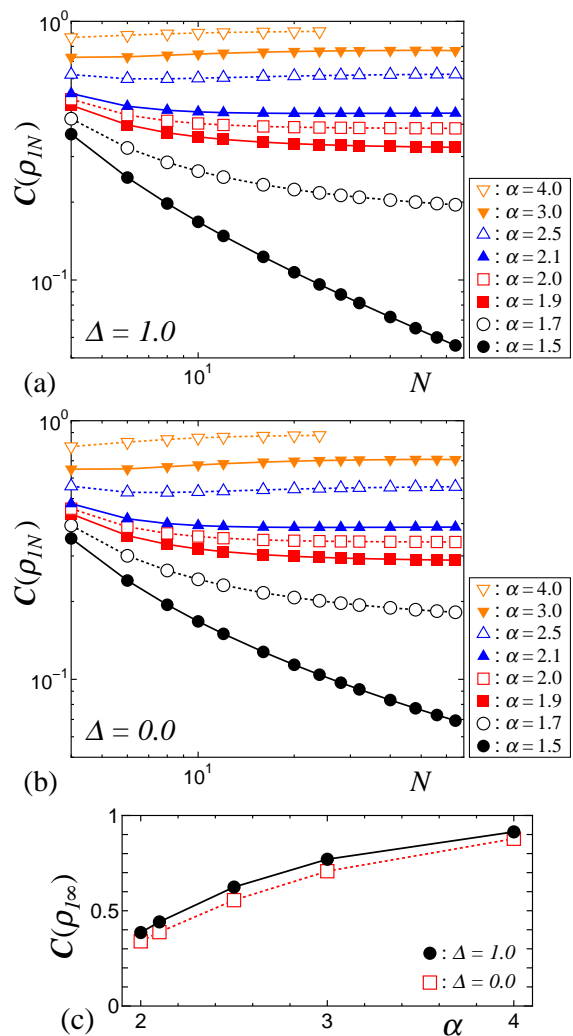 10^0
C(ρ_{1N})
10^{-1}
Δ = 1.0
(a)
10^1
N
▽: α = 4.0
▼: α = 3.0
△: α = 2.5
▲: α = 2.1
□: α = 2.0
■: α = 1.9
○: α = 1.7
●: α = 1.5
10^0
C(ρ_{1N})
10^{-1}
Δ = 0.0
(b)
10^1
N
▽: α = 4.0
▼: α = 3.0
△: α = 2.5
▲: α = 2.1
□: α = 2.0
■: α = 1.9
○: α = 1.7
●: α = 1.5
1
C(ρ_{1∞})
0.5
0
●: Δ = 1.0
□: Δ = 0.0
2 3 4
(c)
α